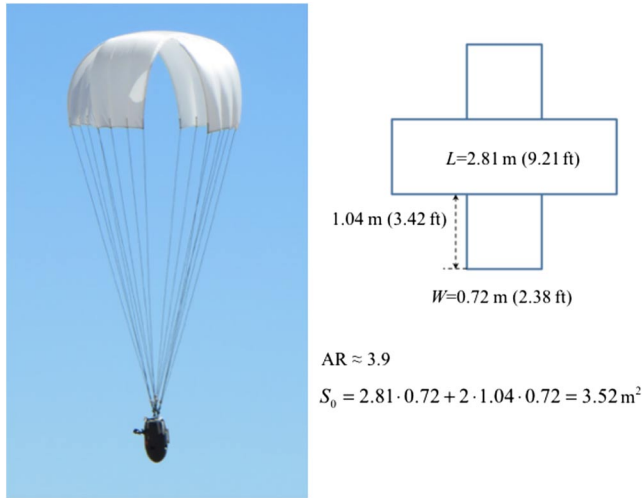 L=2.81 m (9.21 ft)
1.04 m (3.42 ft)
W=0.72 m (2.38 ft)
AR ≈ 3.9
S₀ = 2.81·0.72+2·1.04·0.72 = 3.52 m²